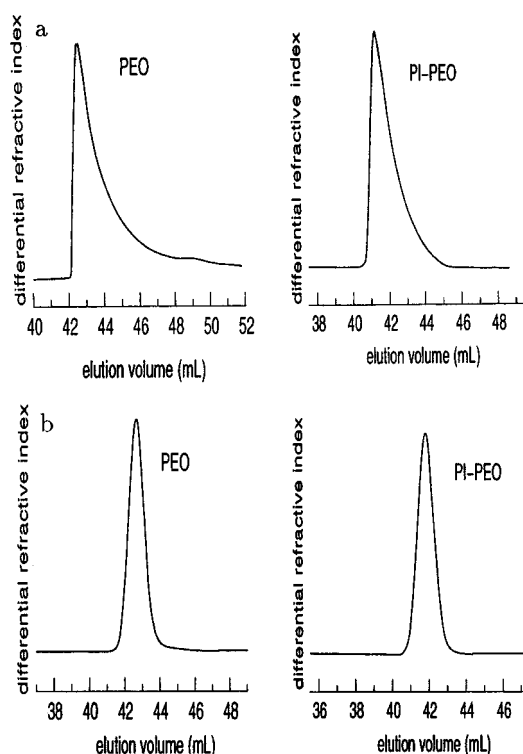 a
differential refractive index
PEO
40 42 44 46 48 50 52
elution volume (mL)
differential refractive index
PI-PEO
38 40 42 44 46 48
elution volume (mL)
b
differential refractive index
PEO
38 40 42 44 46 48
elution volume (mL)
differential refractive index
PI-PEO
36 38 40 42 44 46
elution volume (mL)